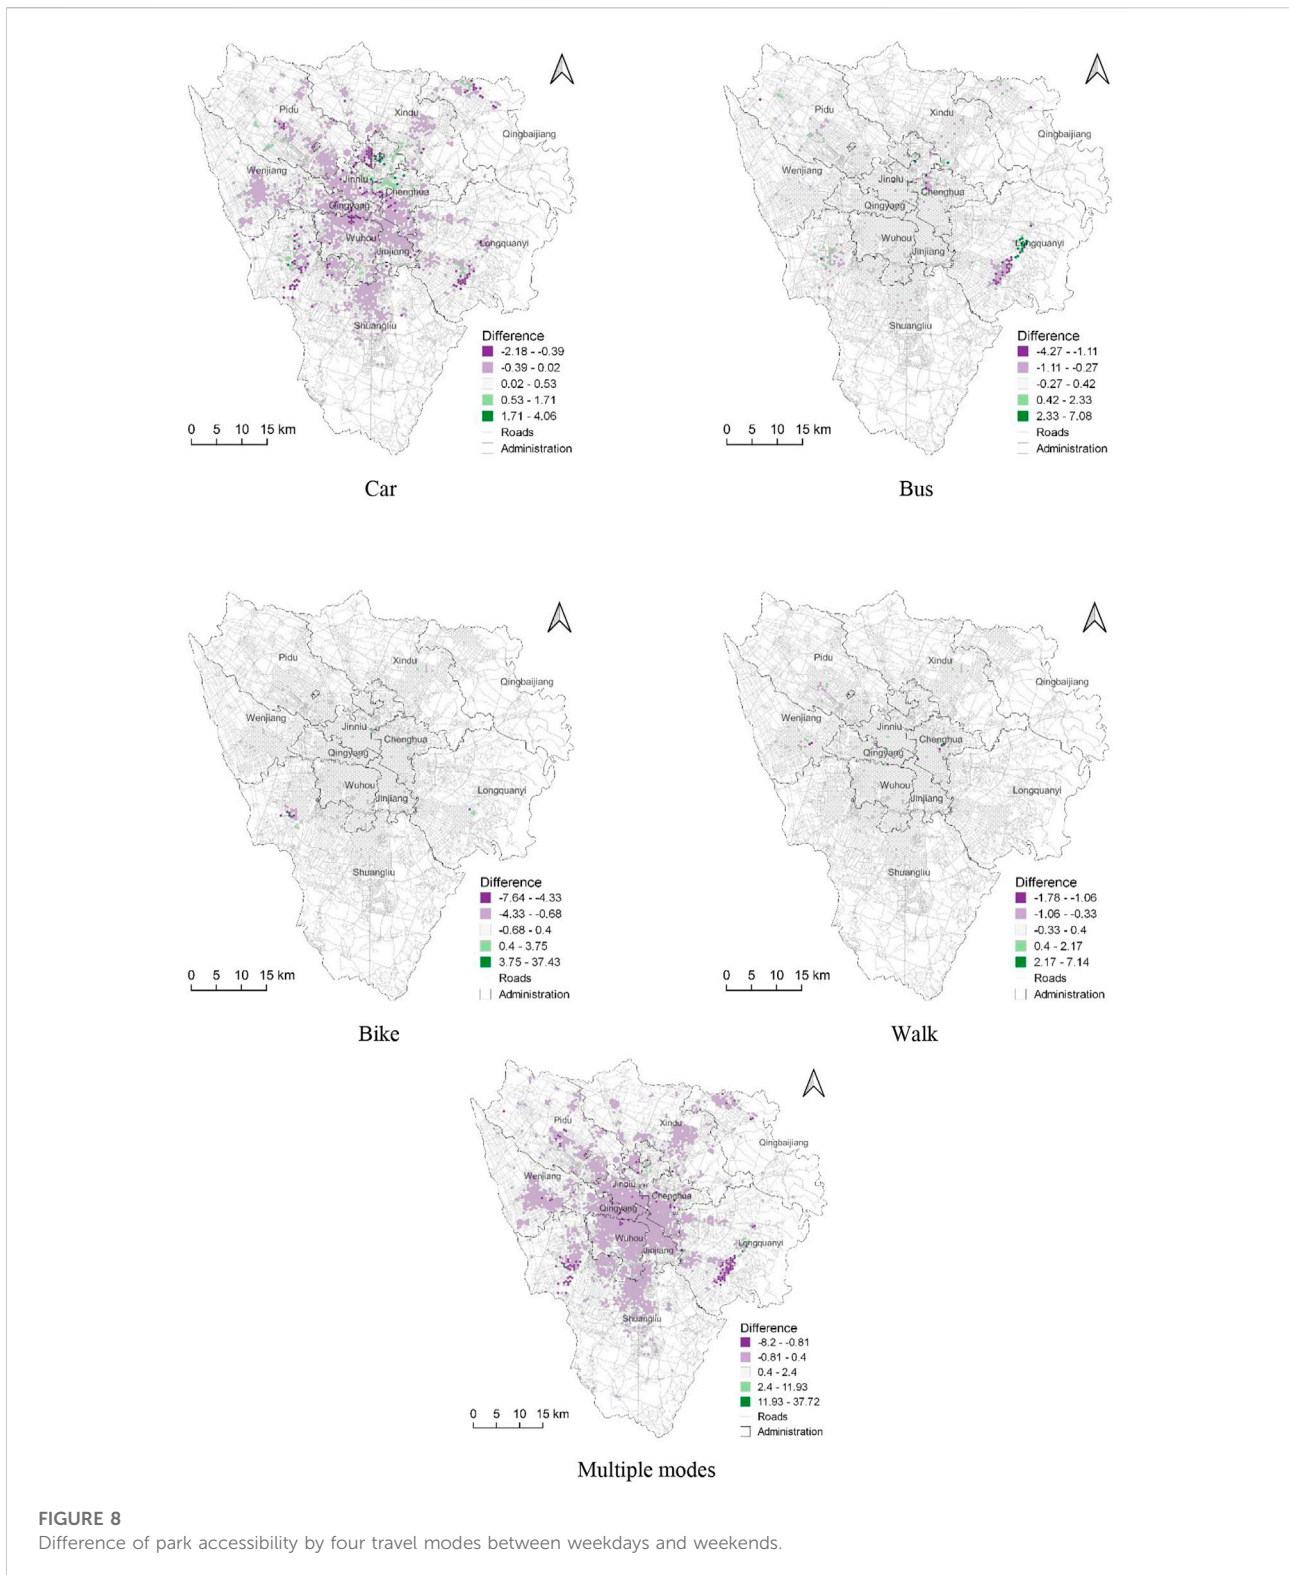 Pidu
Xindu
Qingbaijiang
Wenjiang
Jinniu
Chenghua
Qingyang
Wuhou
Jinjiang
Longquanyi
Shuangliu
Difference
-2.18 - -0.39
-0.39 - 0.02
0.02 - 0.53
0.53 - 1.71
1.71 - 4.06
Roads
Administration
0 5 10 15 km
Car
Pidu
Xindu
Qingbaijiang
Wenjiang
Jinniu
Chenghua
Qingyang
Wuhou
Jinjiang
Longquanyi
Shuangliu
Difference
-4.27 - -1.11
-1.11 - -0.27
-0.27 - 0.42
0.42 - 2.33
2.33 - 7.08
Roads
Administration
0 5 10 15 km
Bus
Pidu
Xindu
Qingbaijiang
Wenjiang
Jinniu
Chenghua
Qingyang
Wuhou
Jinjiang
Longquanyi
Shuangliu
Difference
-7.64 - -4.33
-4.33 - -0.68
-0.68 - 0.4
0.4 - 3.75
3.75 - 37.43
Roads
Administration
0 5 10 15 km
Bike
Pidu
Xindu
Qingbaijiang
Wenjiang
Jinniu
Chenghua
Qingyang
Wuhou
Jinjiang
Longquanyi
Shuangliu
Difference
-1.78 - -1.06
-1.06 - -0.33
-0.33 - 0.4
0.4 - 2.17
2.17 - 7.14
Roads
Administration
0 5 10 15 km
Walk
Pidu
Xindu
Qingbaijiang
Wenjiang
Jinniu
Chenghua
Qingyang
Wuhou
Jinjiang
Longquanyi
Shuangliu
Difference
-8.2 - -0.81
-0.81 - 0.4
0.4 - 2.4
2.4 - 11.93
11.93 - 37.72
Roads
Administration
0 5 10 15 km
Multiple modes
FIGURE 8
Difference of park accessibility by four travel modes between weekdays and weekends.